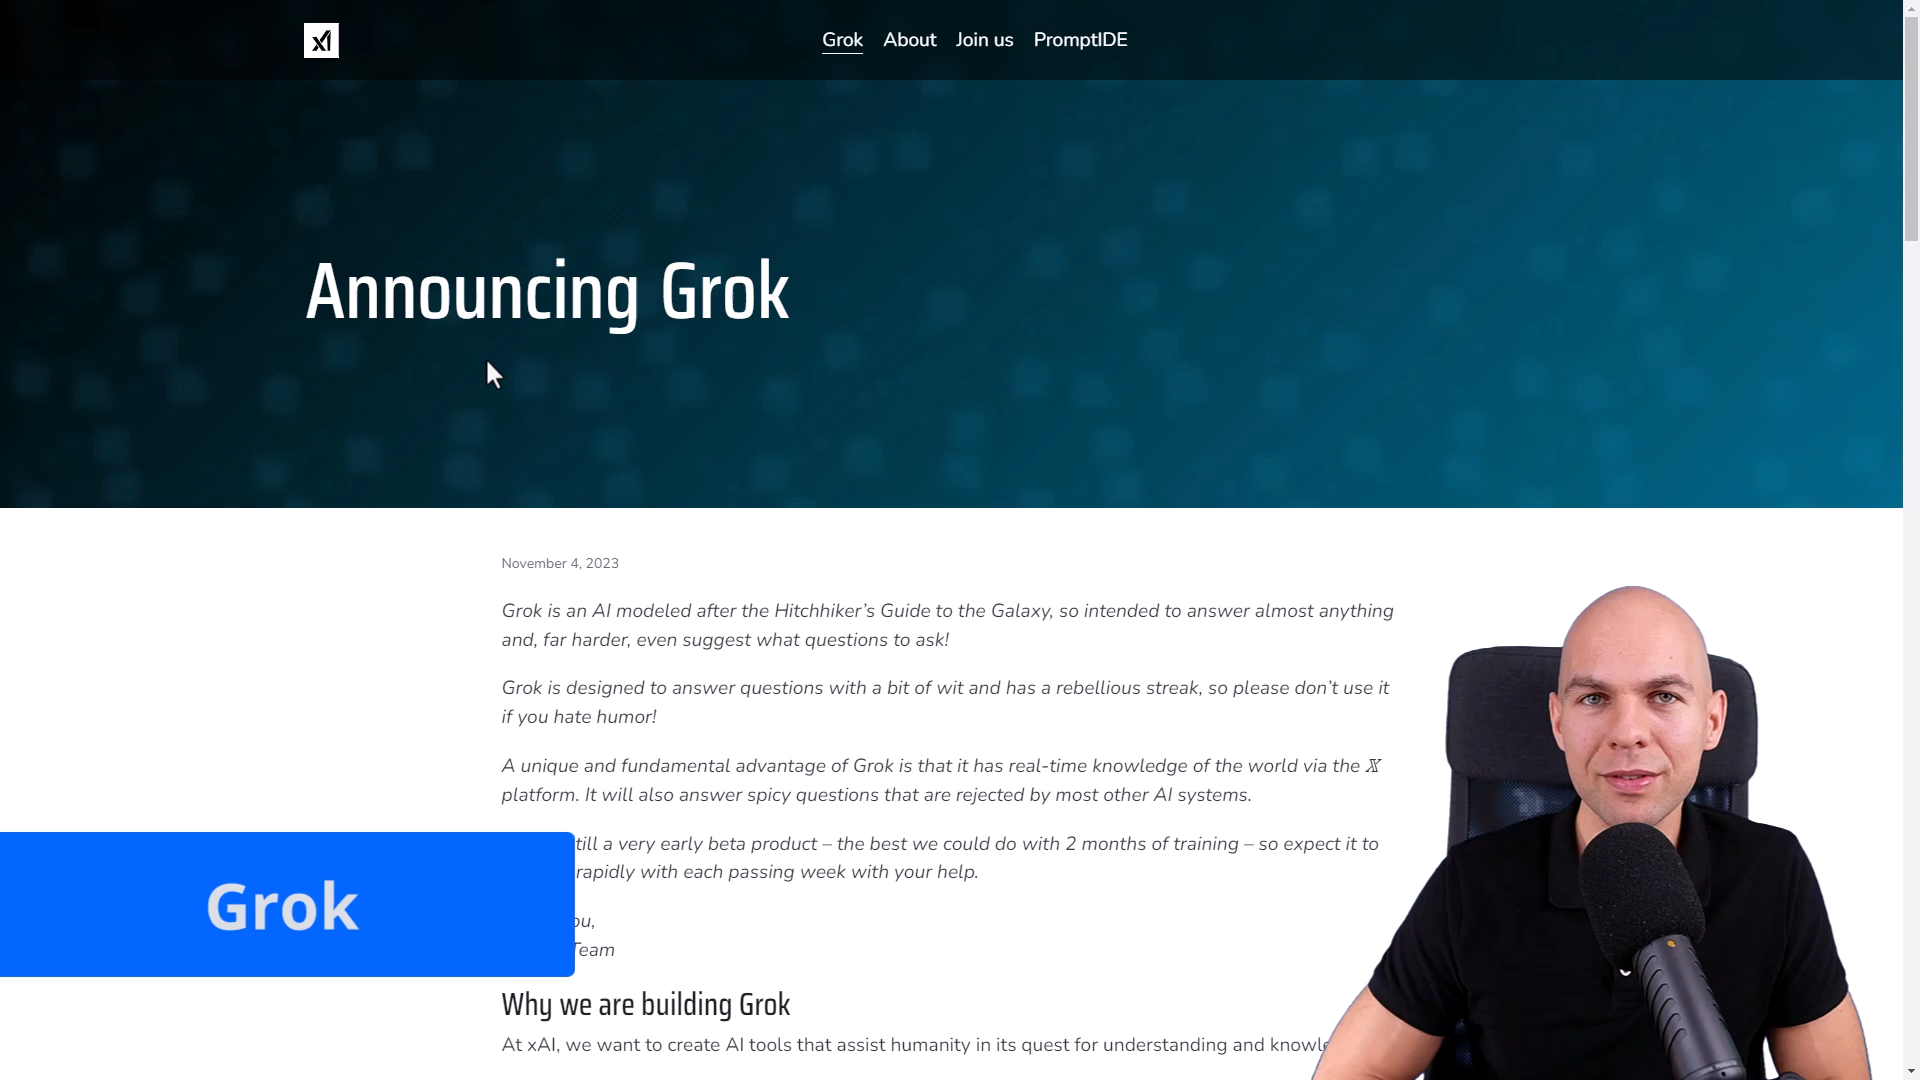 xI
Grok About Join us PromptIDE
Announcing Grok
November 4, 2023
Grok is an AI modeled after the Hitchhiker’s Guide to the Galaxy, so intended to answer almost anything
and, far harder, even suggest what questions to ask!
Grok is designed to answer questions with a bit of wit and has a rebellious streak, so please don’t use it
if you hate humor!
A unique and fundamental advantage of Grok is that it has real-time knowledge of the world via the 𝕏
platform. It will also answer spicy questions that are rejected by most other AI systems.
till a very early beta product – the best we could do with 2 months of training – so expect it to
rapidly with each passing week with your help.
ou,
Team
Grok
Why we are building Grok
At xAI, we want to create AI tools that assist humanity in its quest for understanding and knowle